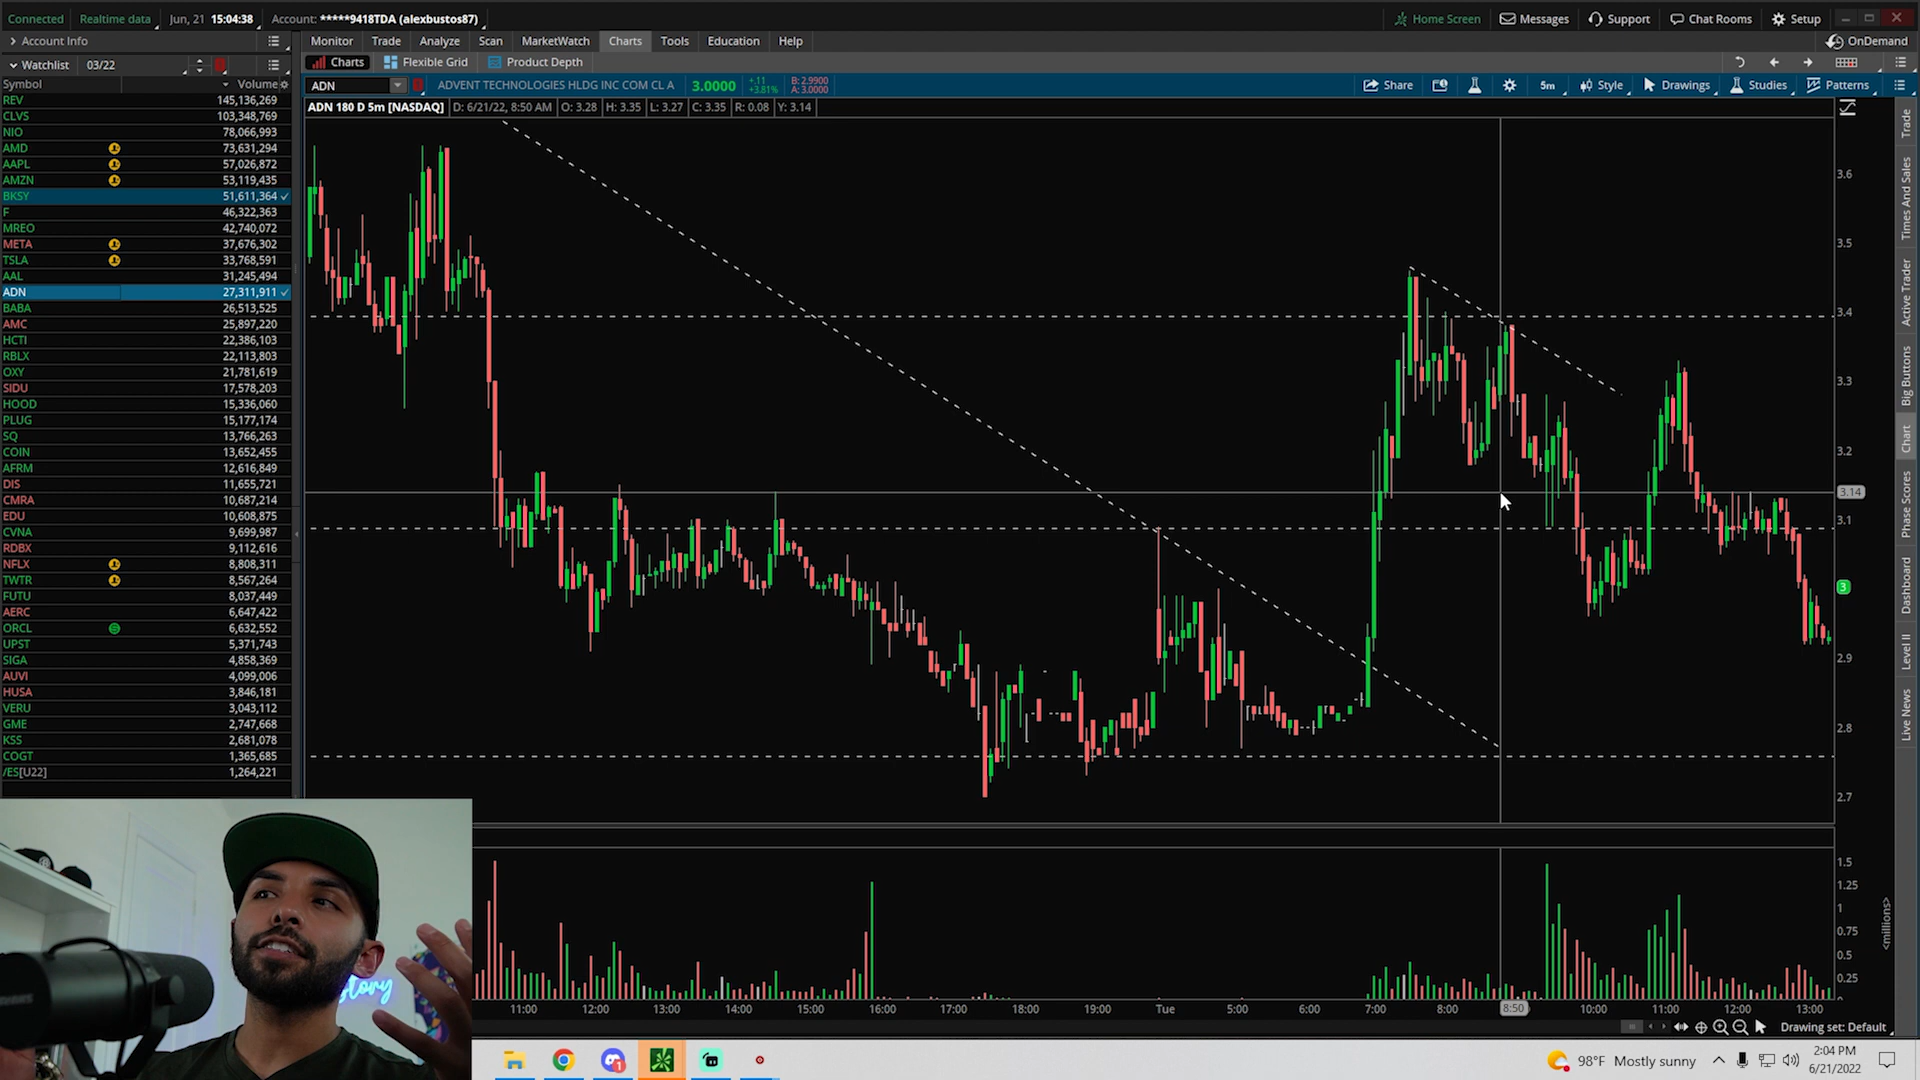 Connected Realtime data Jun, 21 15:04:38 Account: *****9418TDA (alexbustos87) Home Screen Messages Support Chat Rooms Setup
Account Info Monitor Trade Analyze Scan MarketWatch Charts Tools Education Help OnDemand
Watchlist 03/22 Charts Flexible Grid Product Depth
Symbol Volume
ADN ADVENT TECHNOLOGIES HLDG INC COM CL A 3.0000 +.11 +3.81% B: 2.9900 A: 3.0000 Share 5m Style Drawings Studies Patterns
ADN 180 D 5m [NASDAQ] D: 6/21/22, 8:50 AM O: 3.28 H: 3.35 L: 3.27 C: 3.35 R: 0.08 Y: 3.14
REV 145,136,269
CLVS 103,348,769
NIO 78,066,993
AMD 73,631,294
AAPL 57,026,872
AMZN 53,119,435
BKSY 51,611,364
F 46,322,363
MREO 42,740,072
META 37,676,302
TSLA 33,768,591
AAL 31,245,494
ADN 27,311,911
BABA 26,513,525
AMC 25,897,220
HCTI 22,386,103
RBLX 22,113,803
OXY 21,781,619
SIDU 17,578,203
HOOD 15,336,060
PLUG 15,177,174
SQ 13,766,263
COIN 13,652,455
AFRM 12,616,849
DIS 11,655,721
CMRA 10,687,214
EDU 10,608,875
CVNA 9,699,987
RDBX 9,112,616
NFLX 8,808,311
TWTR 8,567,264
FUTU 8,037,449
AERC 6,647,422
ORCL 6,632,552
UPST 5,371,743
SIGA 4,858,369
AUVI 4,099,006
HUSA 3,846,181
VERU 3,043,112
GME 2,747,668
KSS 2,681,078
COGT 1,365,685
/ES[U22] 1,264,221
3.6
3.5
3.4
3.3
3.2
3.14
3.1
3
2.9
2.8
2.7
1.5
1.25
1
0.75
0.5
0.25
<millions>
Trade
Times And Sales
Active Trader
Big Buttons
Chart
Phase Scores
Dashboard
Level II
Live News
story
11:00 12:00 13:00 14:00 15:00 16:00 17:00 18:00 19:00 Tue 5:00 6:00 7:00 8:00 8:50 10:00 11:00 12:00 13:00
Drawing set: Default
1
98°F Mostly sunny
2:04 PM
6/21/2022